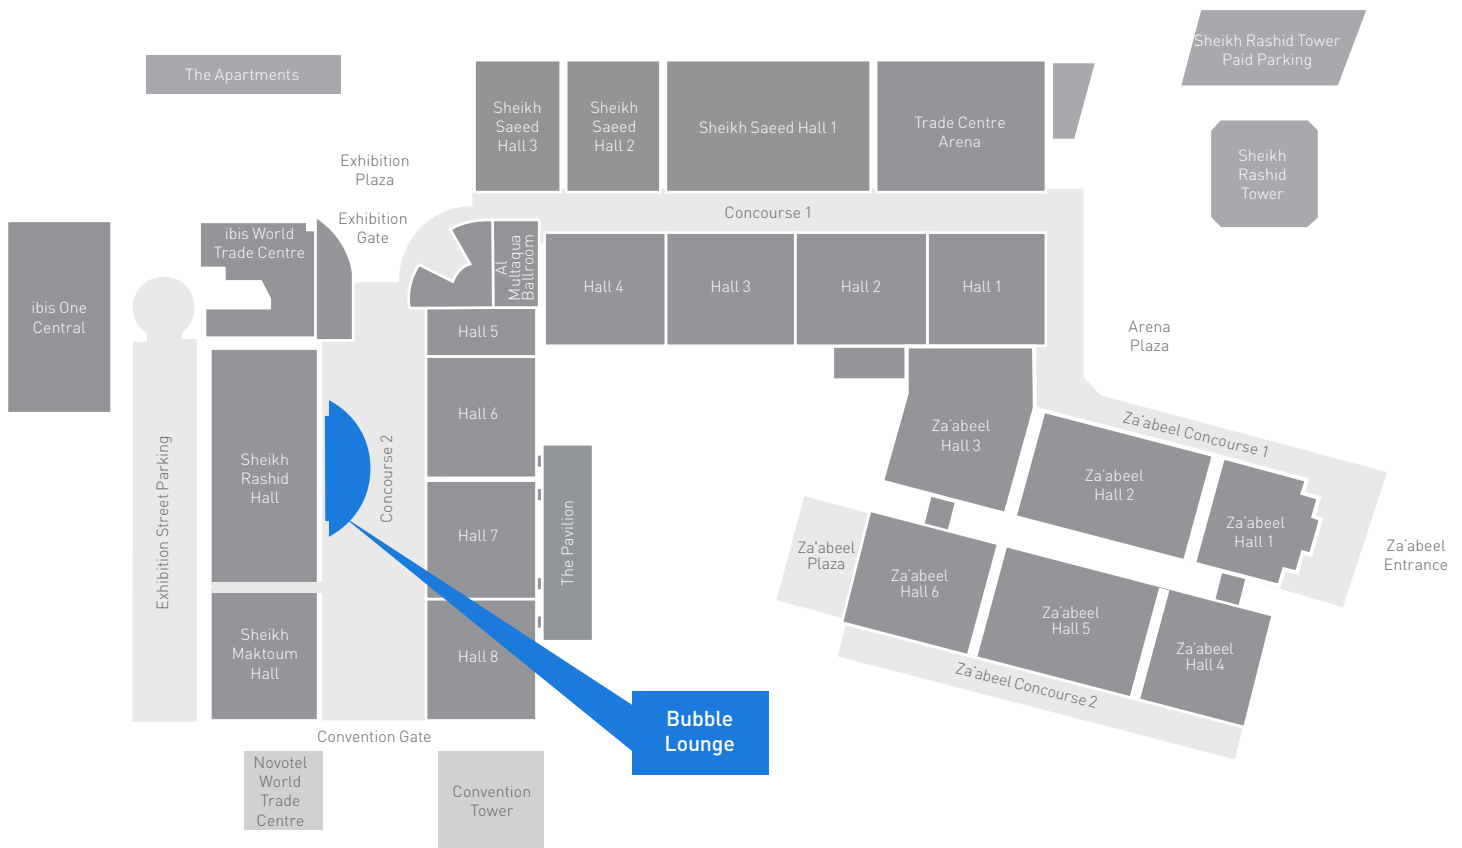 Sheikh Rashid Tower
Paid Parking
The Apartments
Sheikh
Saeed
Hall 3
Sheikh
Saeed
Hall 2
Sheikh Saeed Hall 1
Trade Centre
Arena
Sheikh
Rashid
Tower
Exhibition
Plaza
Exhibition
Gate
Concourse 1
ibis World
Trade Centre
Al
Multaqua
Ballroom
Hall 4
Hall 3
Hall 2
Hall 1
ibis One
Central
Hall 5
Arena
Plaza
Hall 6
Za'abeel
Hall 3
Za'abeel Concourse 1
Exhibition Street Parking
Sheikh
Rashid
Hall
Concourse 2
Za'abeel
Hall 2
Hall 7
The Pavilion
Za'abeel
Hall 1
Za'abeel
Plaza
Za'abeel
Entrance
Za'abeel
Hall 6
Za'abeel
Hall 5
Sheikh
Maktoum
Hall
Hall 8
Za'abeel
Hall 4
Za'abeel Concourse 2
Bubble
Lounge
Convention Gate
Novotel
World
Trade
Centre
Convention
Tower